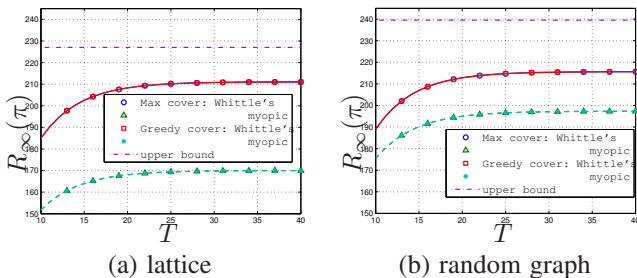 240
230
220
210
200
190
180
170
160
150
10 15 20 25 30 35 40
R∞(π)
T
Max cover: Whittle's
myopic
Greedy cover: Whittle's
myopic
upper bound
(a) lattice
240
230
220
210
200
190
180
170
160
150
10 15 20 25 30 35 40
R∞(π)
T
Max cover: Whittle's
myopic
Greedy cover: Whittle's
myopic
upper bound
(b) random graph